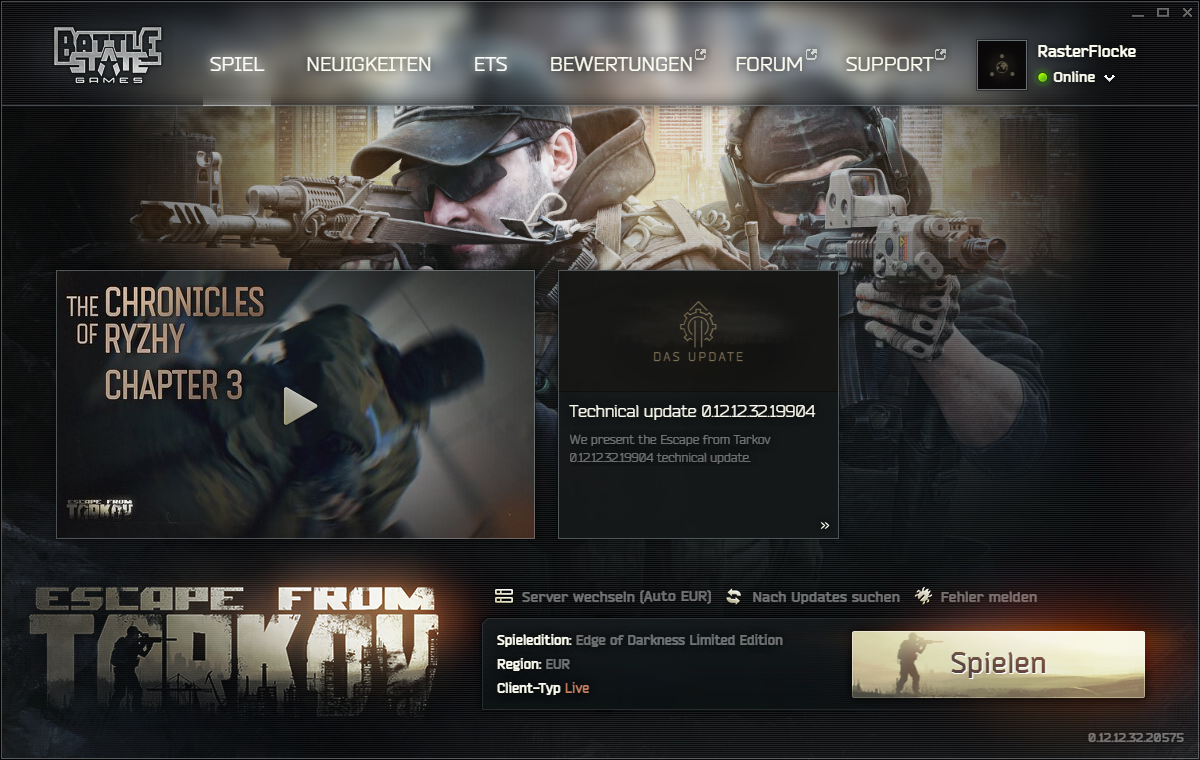 BATTLE
STATE
GAMES
SPIEL
NEUIGKEITEN
ETS
BEWERTUNGEN
FORUM
SUPPORT
RasterFlocke
Online
THE CHRONICLES
OF RYZHY
CHAPTER 3
ESCAPE FROM
TARKOV
DAS UPDATE
Technical update 0.12.12.32.19904
We present the Escape from Tarkov
0.12.12.32.19904 technical update.
ESCAPE FROM
TARKOV
Server wechseln (Auto EUR)
Nach Updates suchen
Fehler melden
Spieledition: Edge of Darkness Limited Edition
Region: EUR
Client-Typ Live
Spielen
0.12.12.32.20575